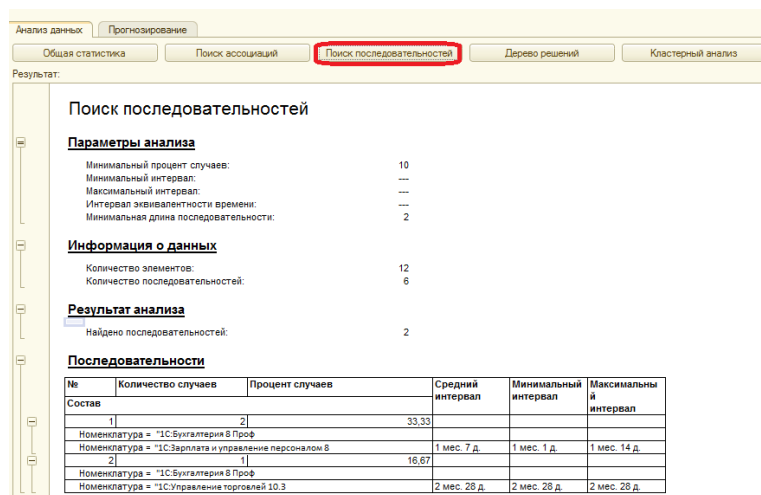 Анализ данных Прогнозирование
Общая статистика Поиск ассоциаций Поиск последовательностей Дерево решений Кластерный анализ
Результат:
Поиск последовательностей
Параметры анализа
Минимальный процент случаев: 10
Минимальный интервал: ---
Максимальный интервал: ---
Интервал эквивалентности времени: ---
Минимальная длина последовательности: 2
Информация о данных
Количество элементов: 12
Количество последовательностей: 6
Результат анализа
Найдено последовательностей: 2
Последовательности
№ Количество случаев Процент случаев Средний интервал Минимальный интервал Максимальный интервал
Состав
1 2 33,33
Номенклатура = "1С:Бухгалтерия 8 Проф
Номенклатура = "1С:Зарплата и управление персоналом 8 1 мес. 7 д. 1 мес. 1 д. 1 мес. 14 д.
2 1 16,67
Номенклатура = "1С:Бухгалтерия 8 Проф
Номенклатура = "1С:Управление торговлей 10.3 2 мес. 28 д. 2 мес. 28 д. 2 мес. 28 д.